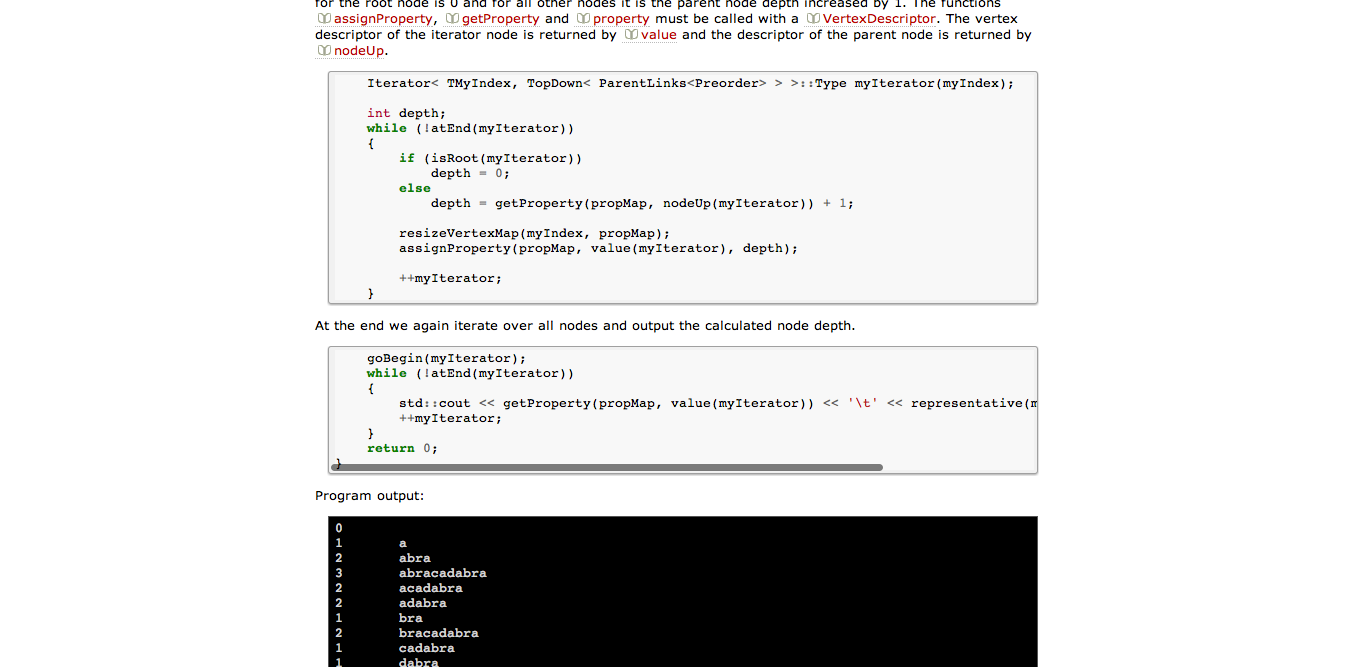 for the root node is 0 and for all other nodes it is the parent node depth increased by 1. The functions
assignProperty, getProperty and property must be called with a VertexDescriptor. The vertex
descriptor of the iterator node is returned by value and the descriptor of the parent node is returned by
nodeUp.
Iterator< TMyIndex, TopDown< ParentLinks<Preorder> > >::Type myIterator(myIndex);
int depth;
while (!atEnd(myIterator))
{
if (isRoot(myIterator))
depth = 0;
else
depth = getProperty(propMap, nodeUp(myIterator)) + 1;
resizeVertexMap(myIndex, propMap);
assignProperty(propMap, value(myIterator), depth);
++myIterator;
}
At the end we again iterate over all nodes and output the calculated node depth.
goBegin(myIterator);
while (!atEnd(myIterator))
{
std::cout << getProperty(propMap, value(myIterator)) << '\t' << representative(m
++myIterator;
}
return 0;
}
Program output:
0
1 a
2 abra
3 abracadabra
2 acadabra
2 adabra
1 bra
2 bracadabra
1 cadabra
1 dabra